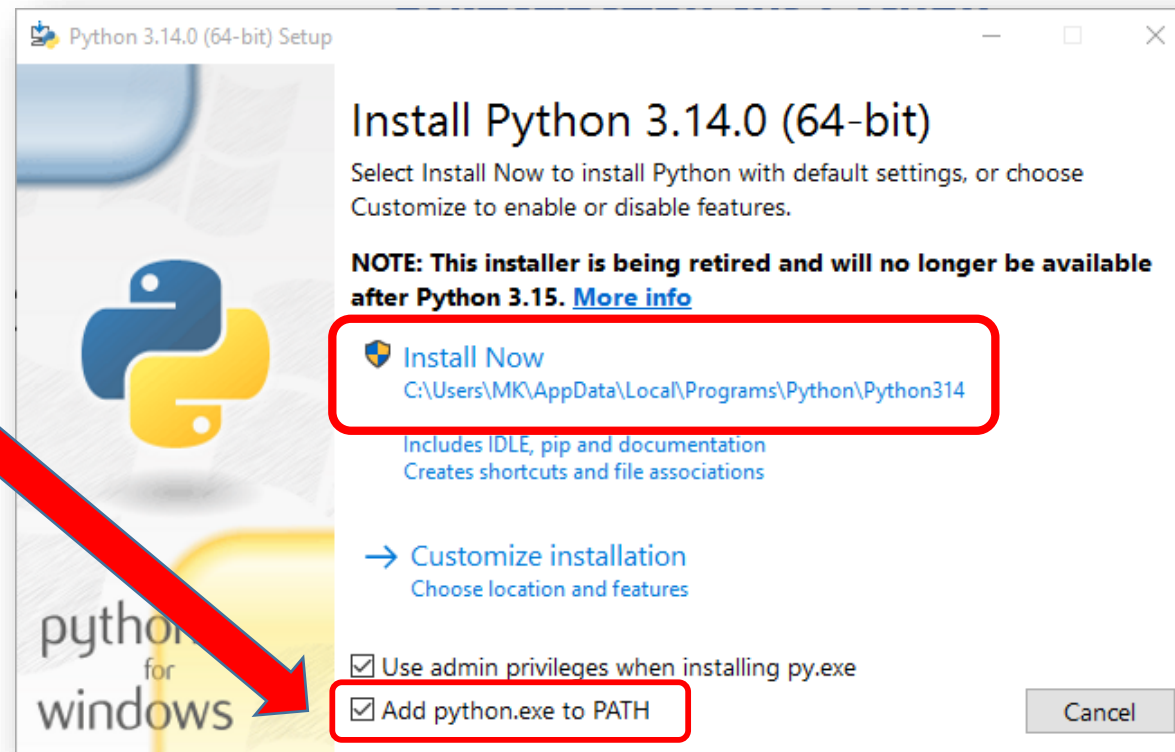 Python 3.14.0 (64-bit) Setup
Install Python 3.14.0 (64-bit)
Select Install Now to install Python with default settings, or choose
Customize to enable or disable features.
NOTE: This installer is being retired and will no longer be available
after Python 3.15. More info
Install Now
C:\Users\MK\AppData\Local\Programs\Python\Python314
Includes IDLE, pip and documentation
Creates shortcuts and file associations
Customize installation
Choose location and features
for
windows
Use admin privileges when installing py.exe
Add python.exe to PATH
Cancel